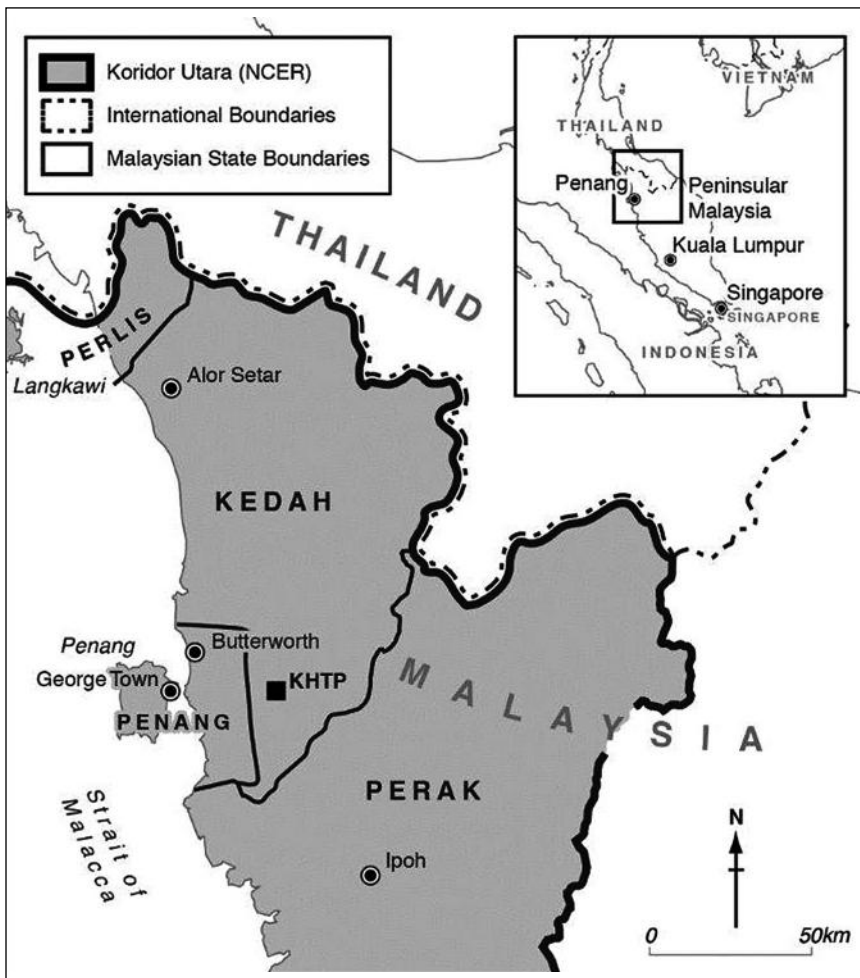 Koridor Utara (NCER)
International Boundaries
Malaysian State Boundaries
VIETNAM
THAILAND
Penang
Peninsular
Malaysia
Kuala Lumpur
Singapore
SINGAPORE
INDONESIA
THAILAND
PERLIS
Langkawi
Alor Setar
KEDAH
Penang
Butterworth
George Town
KHTP
PENANG
MALAYSIA
PERAK
Strait of
Malacca
Ipoh
N
0 50km